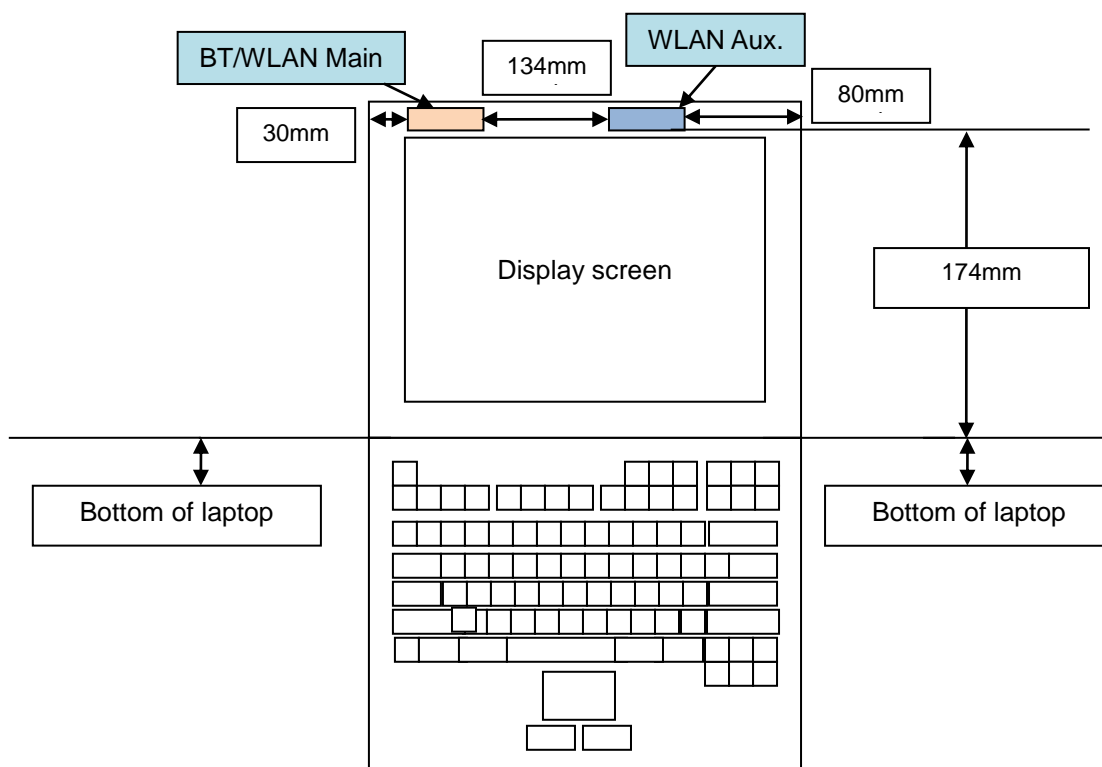 WLAN Aux.
BT/WLAN Main
134mm
80mm
30mm
Display screen
174mm
Bottom of laptop
Bottom of laptop